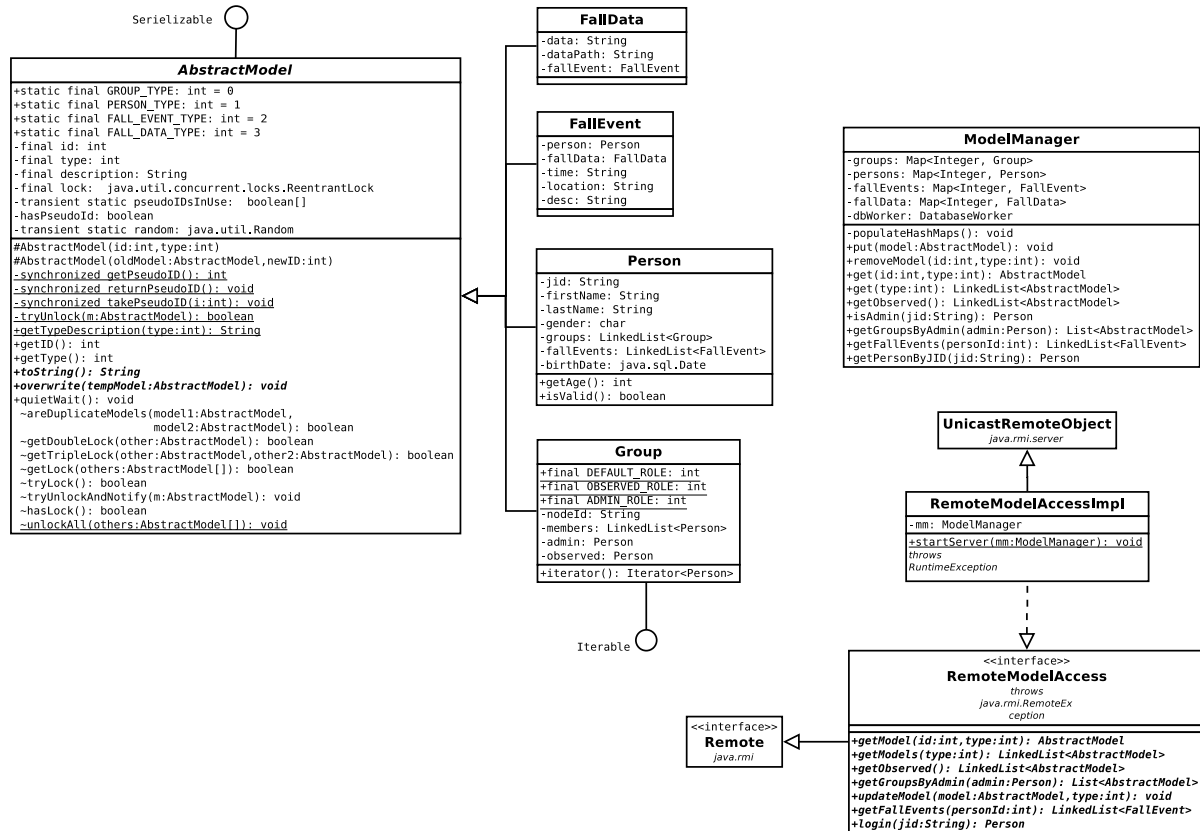 Serielizable
AbstractModel
+static final GROUP_TYPE: int = 0
+static final PERSON_TYPE: int = 1
+static final FALL_EVENT_TYPE: int = 2
+static final FALL_DATA_TYPE: int = 3
-final id: int
-final type: int
-final description: String
-final lock:  java.util.concurrent.locks.ReentrantLock
-transient static pseudoIDsInUse:  boolean[]
-hasPseudoId: boolean
-transient static random: java.util.Random
#AbstractModel(id:int,type:int)
#AbstractModel(oldModel:AbstractModel,newID:int)
-synchronized getPseudoID(): int
-synchronized returnPseudoID(): void
-synchronized takePseudoID(i:int): void
-tryUnlock(m:AbstractModel): boolean
+getTypeDescription(type:int): String
+getID(): int
+getType(): int
+toString(): String
+overwrite(tempModel:AbstractModel): void
+quietWait(): void
~areDuplicateModels(model1:AbstractModel,
model2:AbstractModel): boolean
~getDoubleLock(other:AbstractModel): boolean
~getTripleLock(other:AbstractModel,other2:AbstractModel): boolean
~getLock(others:AbstractModel[]): boolean
~tryLock(): boolean
~tryUnlockAndNotify(m:AbstractModel): void
~hasLock(): boolean
~unlockAll(others:AbstractModel[]): void
FallData
-data: String
-dataPath: String
-fallEvent: FallEvent
FallEvent
-person: Person
-fallData: FallData
-time: String
-location: String
-desc: String
Person
-jid: String
-firstName: String
-lastName: String
-gender: char
-groups: LinkedList<Group>
-fallEvents: LinkedList<FallEvent>
-birthDate: java.sql.Date
+getAge(): int
+isValid(): boolean
Group
+final DEFAULT_ROLE: int
+final OBSERVED_ROLE: int
+final ADMIN_ROLE: int
-nodeId: String
-members: LinkedList<Person>
-admin: Person
-observed: Person
+iterator(): Iterator<Person>
Iterable
ModelManager
-groups: Map<Integer, Group>
-persons: Map<Integer, Person>
-fallEvents: Map<Integer, FallEvent>
-fallData: Map<Integer, FallData>
-dbWorker: DatabaseWorker
-populateHashMaps(): void
+put(model:AbstractModel): void
+removeModel(id:int,type:int): void
+get(id:int,type:int): AbstractModel
+get(type:int): LinkedList<AbstractModel>
+getObserved(): LinkedList<AbstractModel>
+isAdmin(jid:String): Person
+getGroupsByAdmin(admin:Person): List<AbstractModel>
+getFallEvents(personId:int): LinkedList<FallEvent>
+getPersonByJID(jid:String): Person
UnicastRemoteObject
java.rmi.server
RemoteModelAccessImpl
-mm: ModelManager
+startServer(mm:ModelManager): void
throws
RuntimeException
<<interface>>
RemoteModelAccess
throws
java.rmi.RemoteEx
ception
+getModel(id:int,type:int): AbstractModel
+getModels(type:int): LinkedList<AbstractModel>
+getObserved(): LinkedList<AbstractModel>
+getGroupsByAdmin(admin:Person): List<AbstractModel>
+updateModel(model:AbstractModel,type:int): void
+getFallEvents(personId:int): LinkedList<FallEvent>
+login(jid:String): Person
<<interface>>
Remote
java.rmi